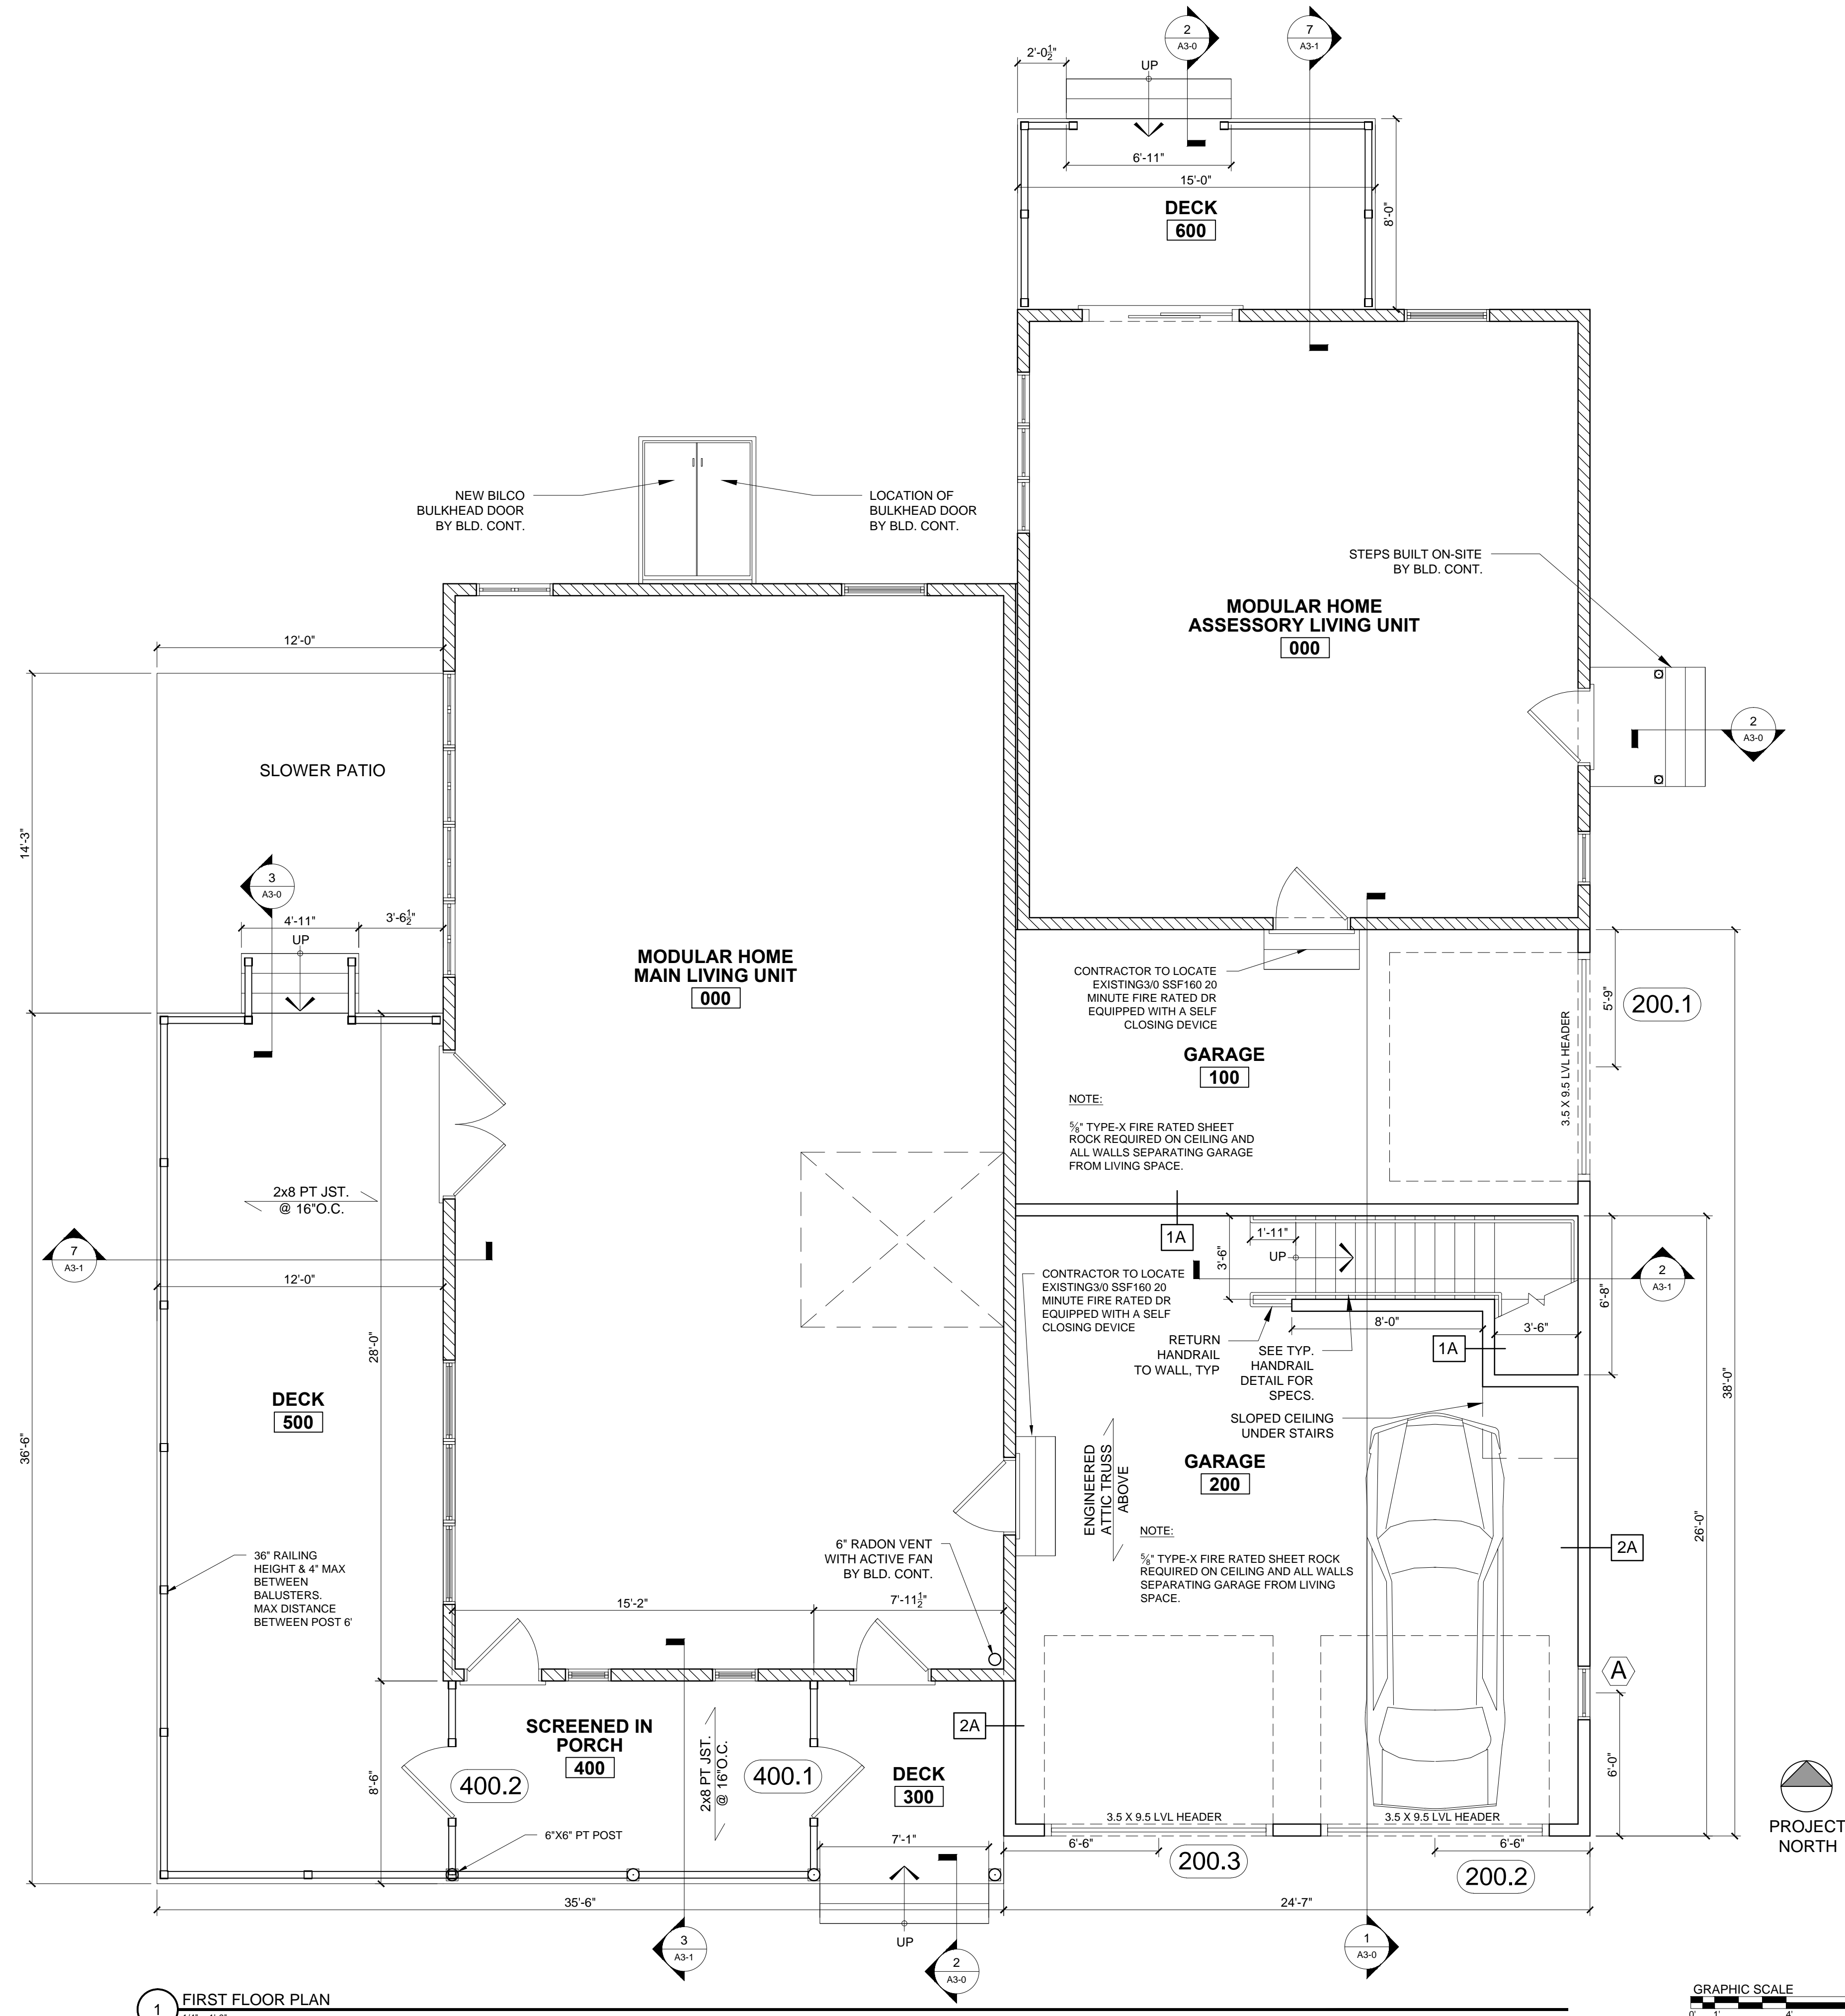 2
A3-0
7
A3-1
2'-0½"
UP
6'-11"
15'-0"
DECK
600
8'-0"
NEW BILCO
BULKHEAD DOOR
BY BLD. CONT.
LOCATION OF
BULKHEAD DOOR
BY BLD. CONT.
STEPS BUILT ON-SITE
BY BLD. CONT.
MODULAR HOME
ASSESSORY LIVING UNIT
000
12'-0"
2
A3-0
SLOWER PATIO
14'-3"
3
A3-0
4'-11"
3'-6½"
UP
MODULAR HOME
MAIN LIVING UNIT
000
CONTRACTOR TO LOCATE
EXISTING3/0 SSF160 20
MINUTE FIRE RATED DR
EQUIPPED WITH A SELF
CLOSING DEVICE
5'-9"
200.1
3.5 X 9.5 LVL HEADER
GARAGE
100
NOTE:
⅝" TYPE-X FIRE RATED SHEET
ROCK REQUIRED ON CEILING AND
ALL WALLS SEPARATING GARAGE
FROM LIVING SPACE.
2x8 PT JST.
@ 16"O.C.
1A
1'-11"
3'-6"
UP
7
A3-1
12'-0"
CONTRACTOR TO LOCATE
EXISTING3/0 SSF160 20
MINUTE FIRE RATED DR
EQUIPPED WITH A SELF
CLOSING DEVICE
2
A3-1
6'-8"
8'-0"
3'-6"
RETURN
HANDRAIL
TO WALL, TYP
SEE TYP.
HANDRAIL
DETAIL FOR
SPECS.
1A
28'-0"
38'-0"
DECK
500
SLOPED CEILING
UNDER STAIRS
36'-6"
ENGINEERED
ATTIC TRUSS
ABOVE
GARAGE
200
NOTE:
⅝" TYPE-X FIRE RATED SHEET ROCK
REQUIRED ON CEILING AND ALL WALLS
SEPARATING GARAGE FROM LIVING
SPACE.
26'-0"
2A
6" RADON VENT
WITH ACTIVE FAN
BY BLD. CONT.
36" RAILING
HEIGHT & 4" MAX
BETWEEN
BALUSTERS.
MAX DISTANCE
BETWEEN POST 6'
15'-2"
7'-11½"
A
SCREENED IN
PORCH
400
2A
8'-6"
400.2
2x8 PT JST.
@ 16"O.C.
400.1
DECK
300
6'-0"
PROJECT
NORTH
6"X6" PT POST
7'-1"
3.5 X 9.5 LVL HEADER
3.5 X 9.5 LVL HEADER
6'-6"
200.3
6'-6"
200.2
35'-6"
24'-7"
UP
3
A3-1
2
A3-0
1
A3-0
1
FIRST FLOOR PLAN
GRAPHIC SCALE
0' 1' 4'